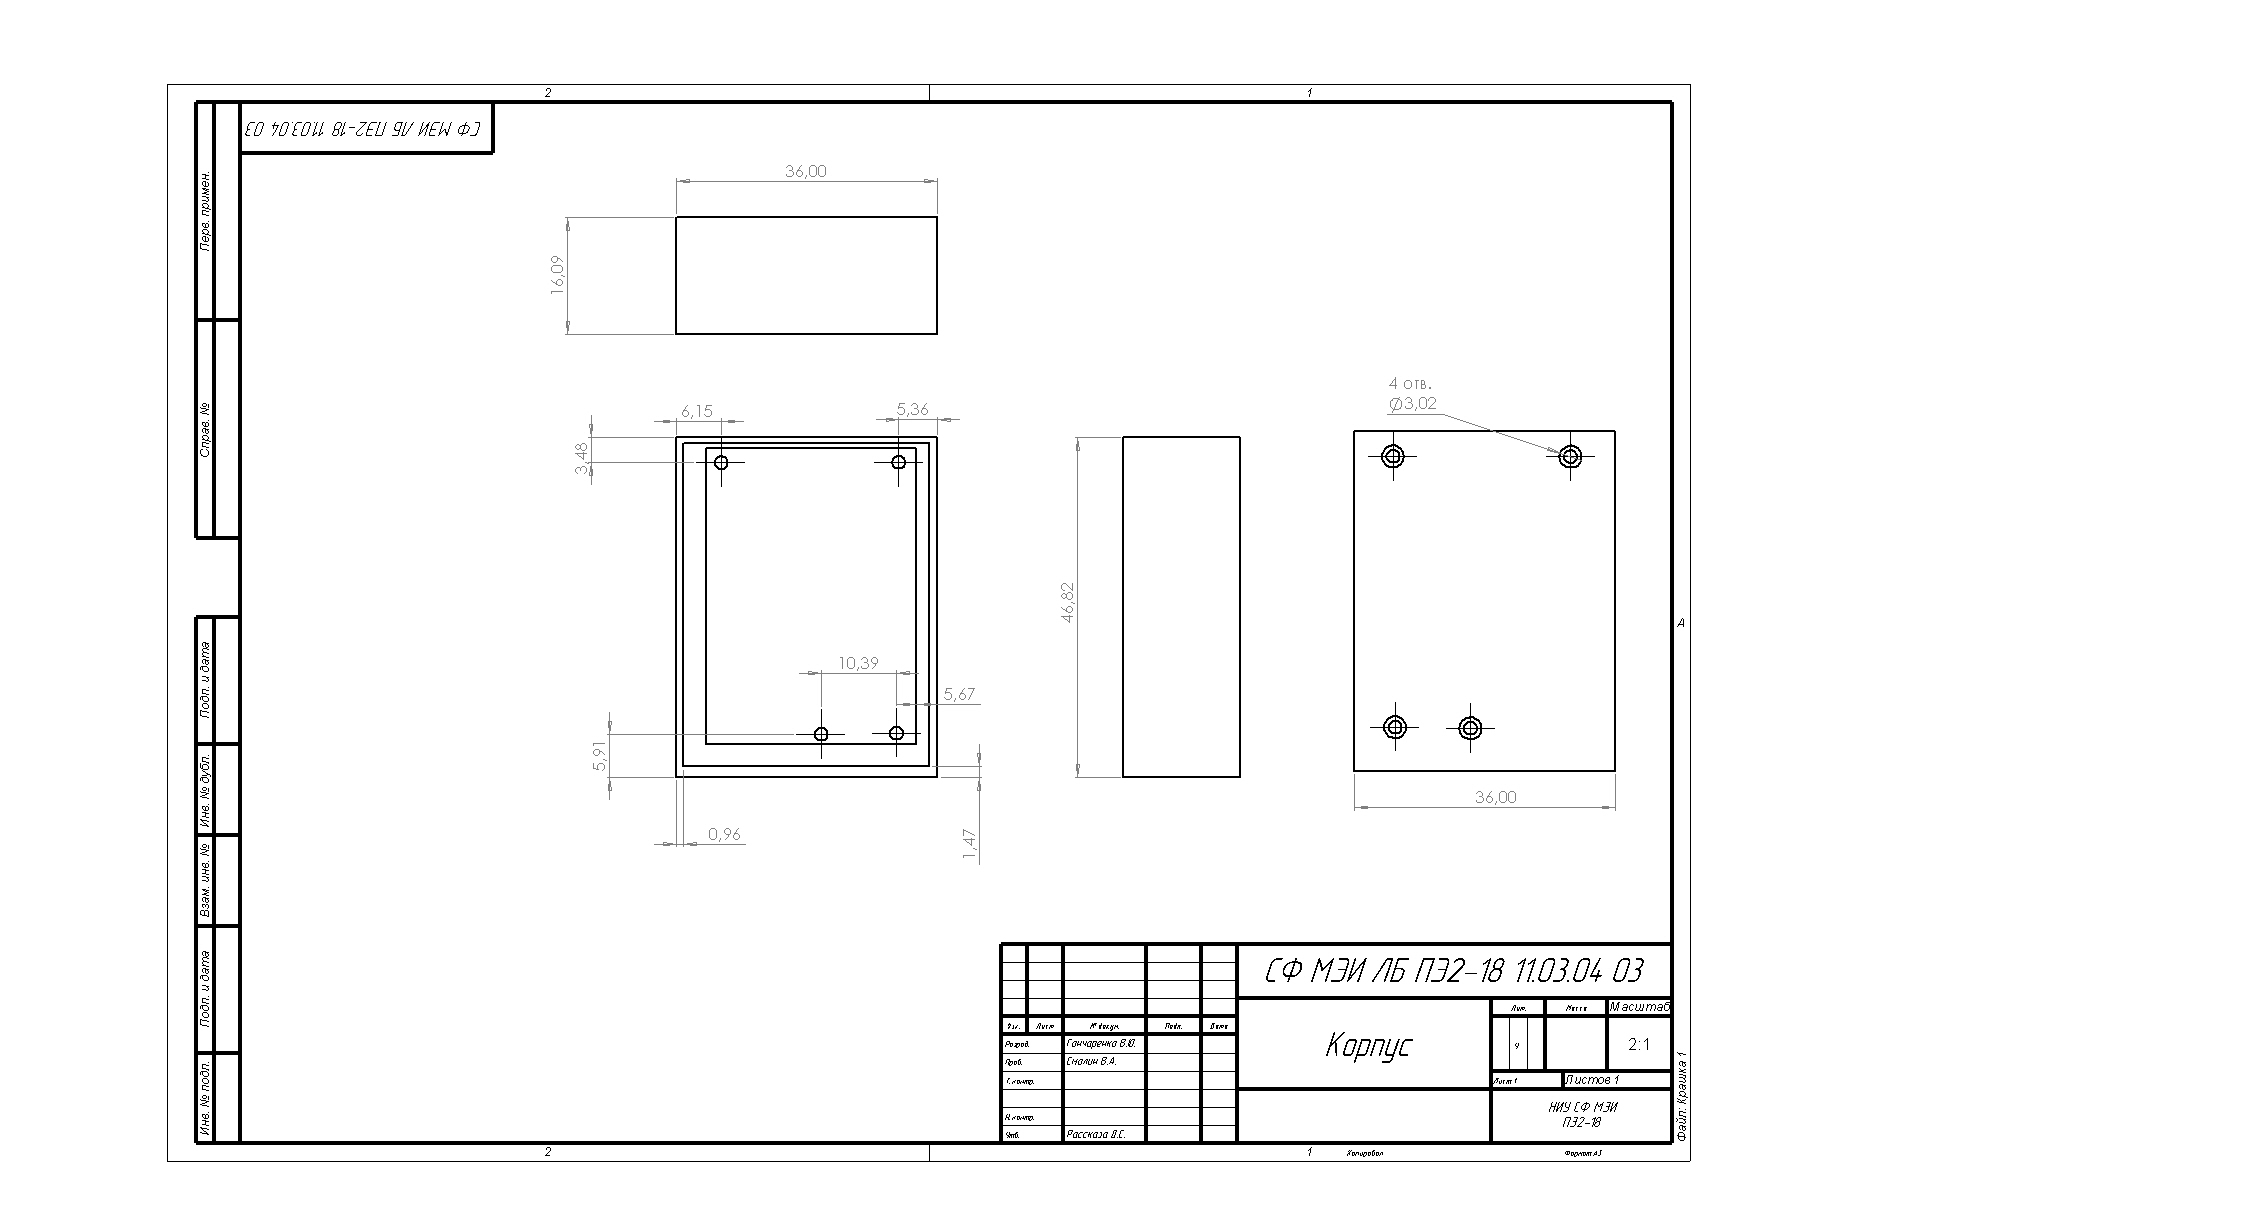 2
1
СФ МЭИ ЛБ ПЭ2-18 11.03.04 03
Перв. примен.
Справ. №
Подп. и дата
Инв. № дубл.
Взам. инв. №
Подп. и дата
Инв. № подп.
36,00
16,09
6,15
5,36
3,48
10,39
5,67
5,91
0,96
1,47
46,82
4 отв.
Ø3,02
36,00
А
СФ МЭИ ЛБ ПЭ2-18 11.03.04 03
Изм. Лист № докум. Подп. Дата
Разраб. Гончаренко В.Ю.
Пров. Смолин В.А.
Т.контр.
Н.контр.
Утв. Рассказа В.С.
Корпус
Лит. Масса Масштаб
у 2:1
Лист 1 Листов 1
НИУ СФ МЭИ
ПЭ2-18
Файл: Крашка 1
2
1
Копировал Формат А3